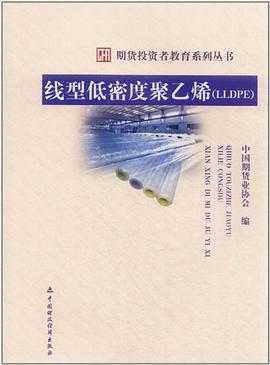 期货投资者教育系列丛书
线型低密度聚乙烯(LLDPE)
中国期货业协会 编
QIHUO TOUZIZHE JIAOYU
XILIE CONGSHU
XIAN XING DI MI DU JU YI XI
中国财政经济出版社